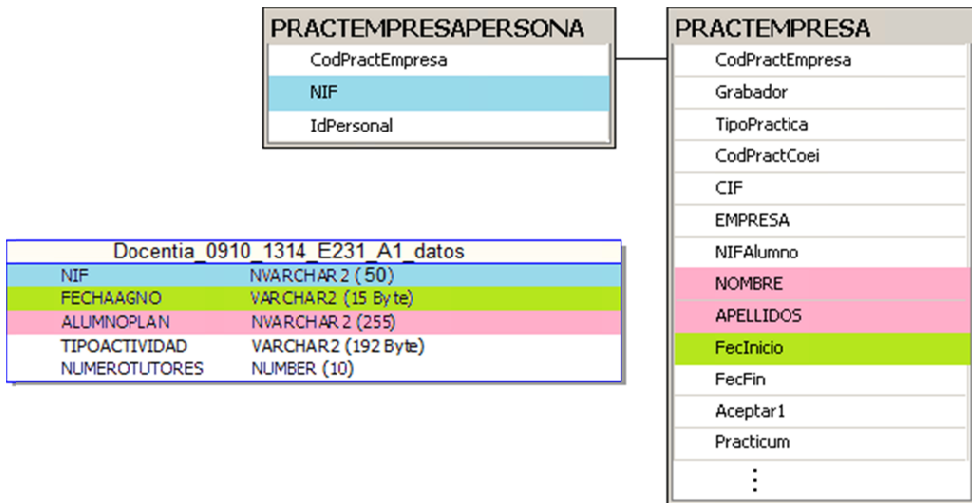 PRACTEMPRESAPERSONA
CodPractEmpresa
NIF
IdPersonal
PRACTEMPRESA
CodPractEmpresa
Grabador
TipoPractica
CodPractCoei
CIF
EMPRESA
NIFAlumno
NOMBRE
APELLIDOS
FecInicio
FecFin
Aceptar1
Practicum
⋮
Docentia_0910_1314_E231_A1_datos
NIF NVARCHAR2 (50)
FECHAAGNO VARCHAR2 (15 Byte)
ALUMNOPLAN NVARCHAR2 (255)
TIPOACTIVIDAD VARCHAR2 (192 Byte)
NUMEROTUTORES NUMBER (10)